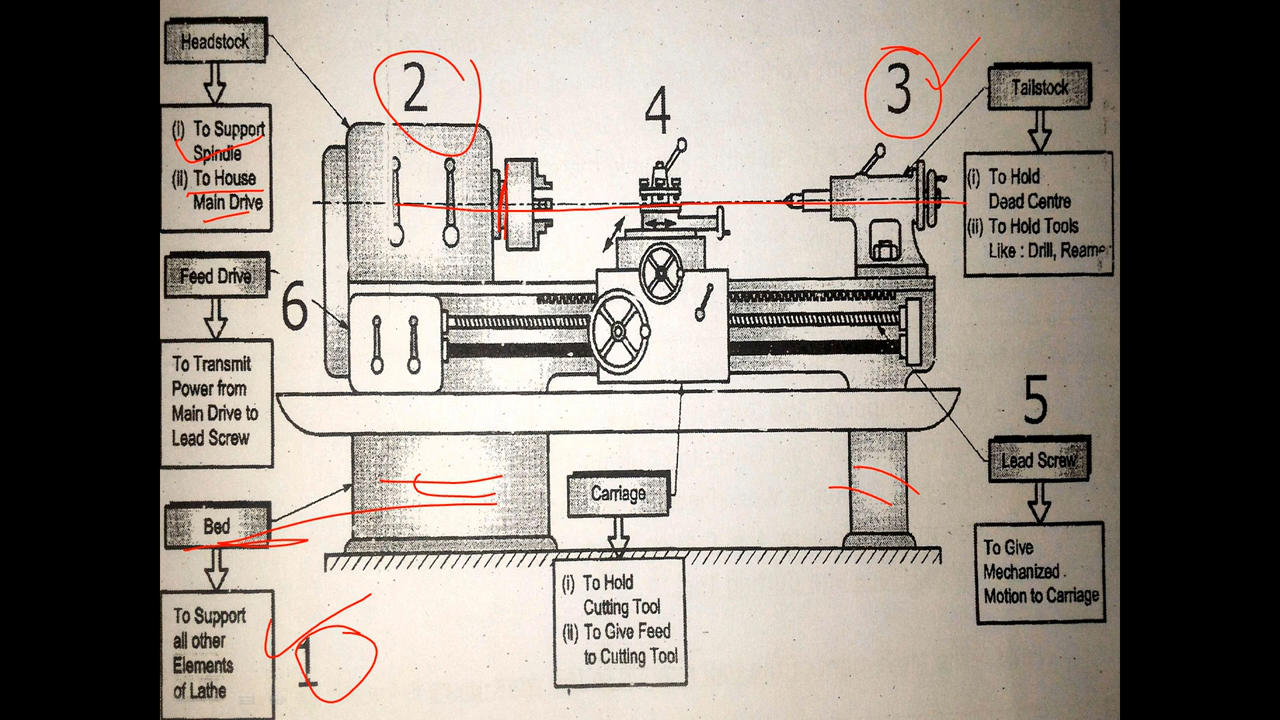 Headstock
(i) To Support
Spindle
(ii) To House
Main Drive
Feed Drive
To Transmit
Power from
Main Drive to
Lead Screw
Bed
To Support
all other
Elements
of Lathe
1
2
3
4
5
6
Carriage
(i) To Hold
Cutting Tool
(ii) To Give Feed
to Cutting Tool
Tailstock
(i) To Hold
Dead Centre
(ii) To Hold Tools
Like : Drill, Reamer
Lead Screw
To Give
Mechanized
Motion to Carriage